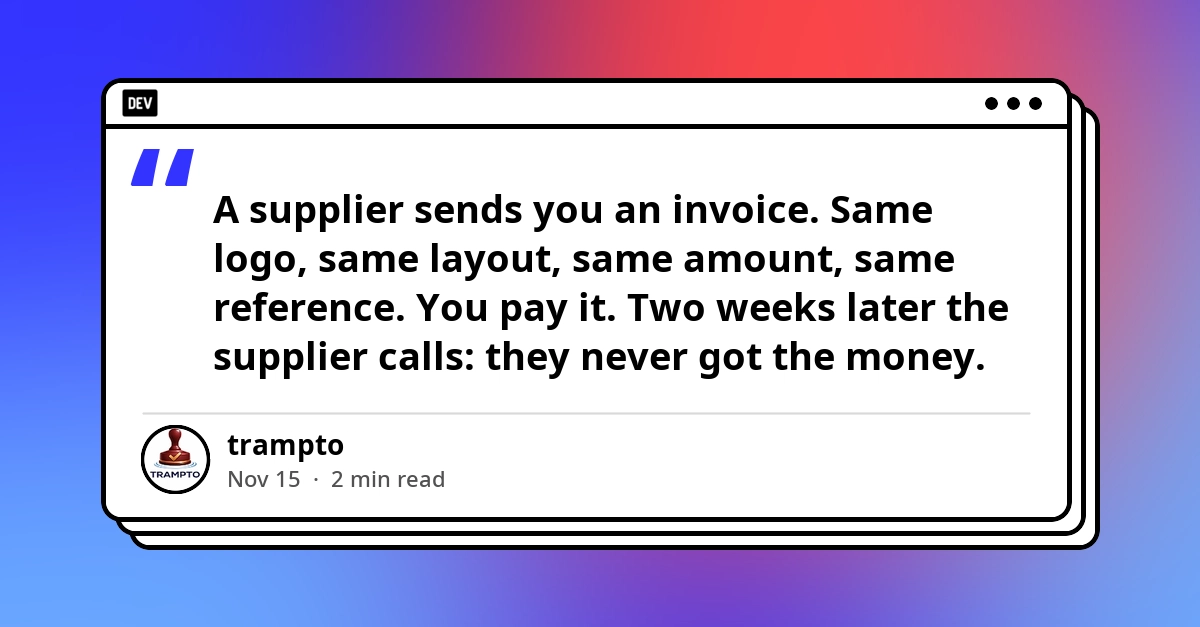 DEV
“
A supplier sends you an invoice. Same
logo, same layout, same amount, same
reference. You pay it. Two weeks later the
supplier calls: they never got the money.
TRAMPTO
trampto
Nov 15 · 2 min read